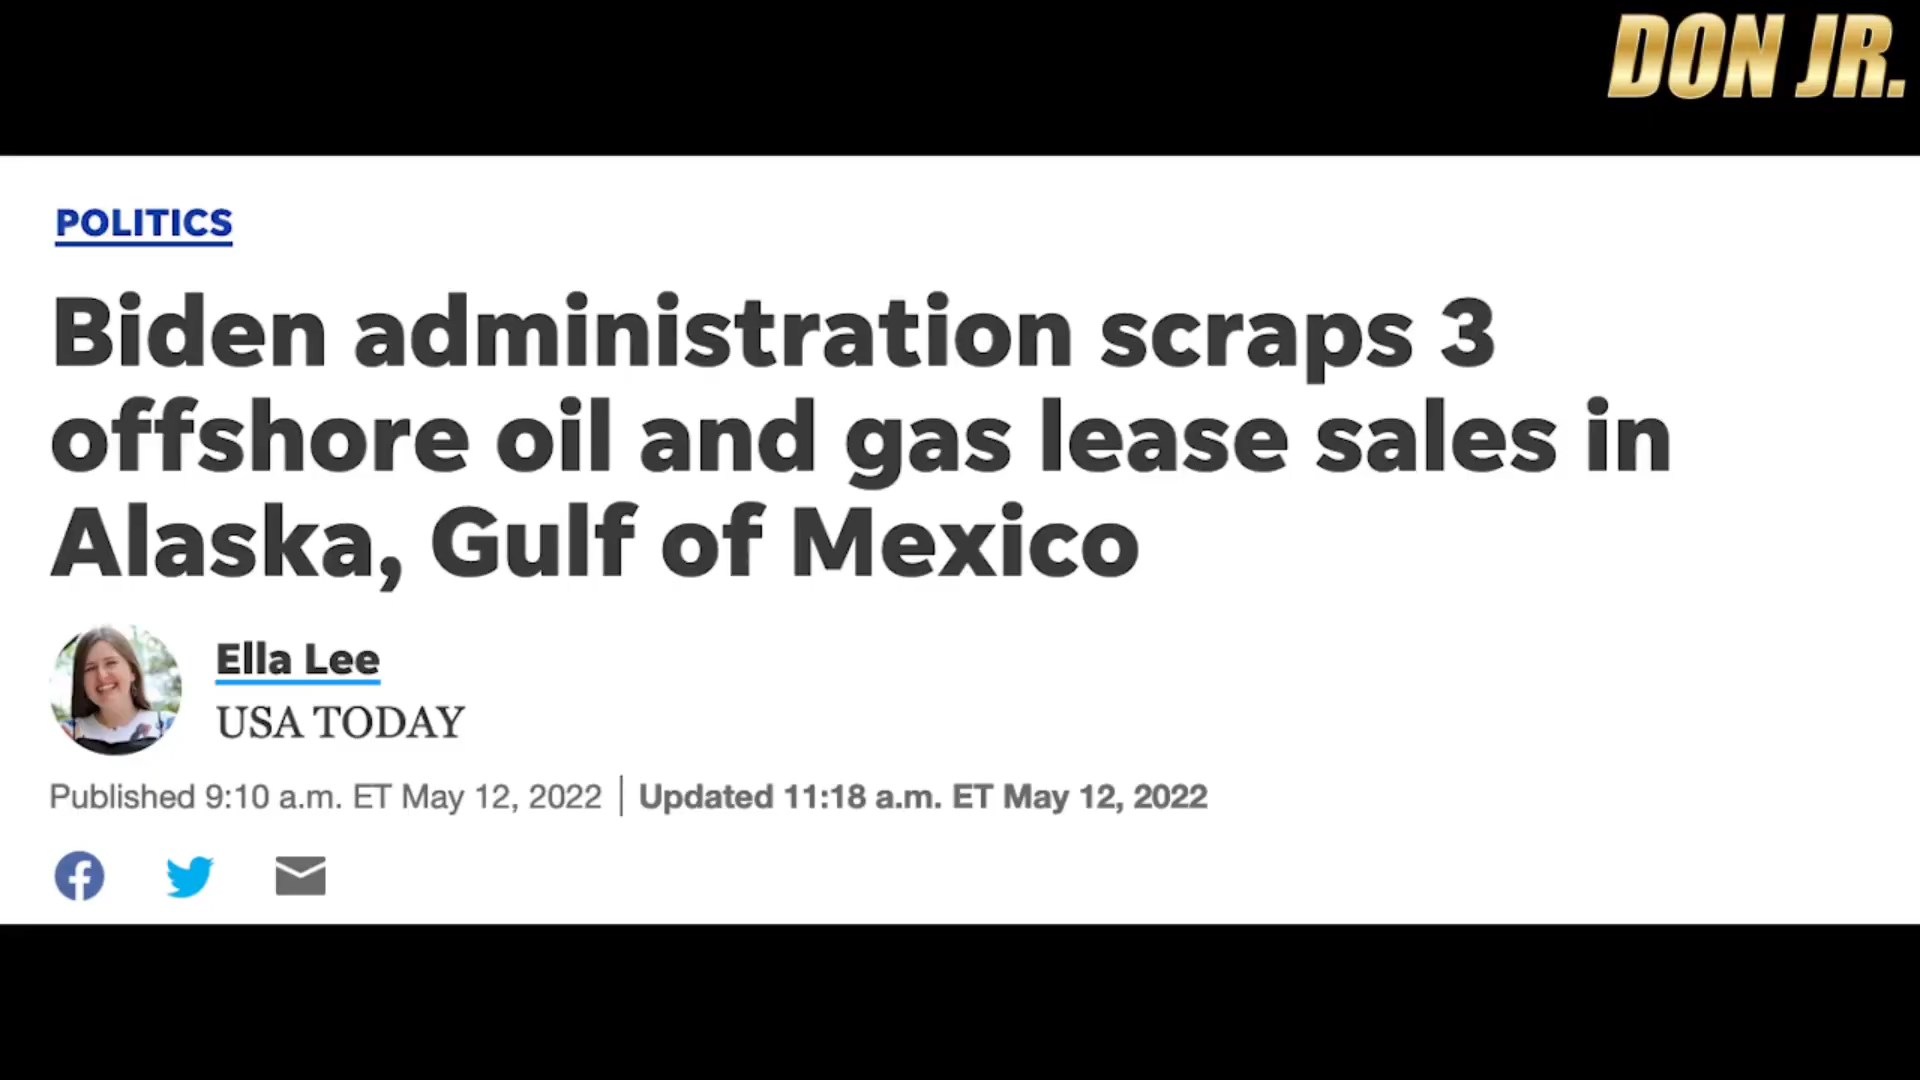 DON JR.
POLITICS
Biden administration scraps 3
offshore oil and gas lease sales in
Alaska, Gulf of Mexico
Ella Lee
USA TODAY
Published 9:10 a.m. ET May 12, 2022 | Updated 11:18 a.m. ET May 12, 2022